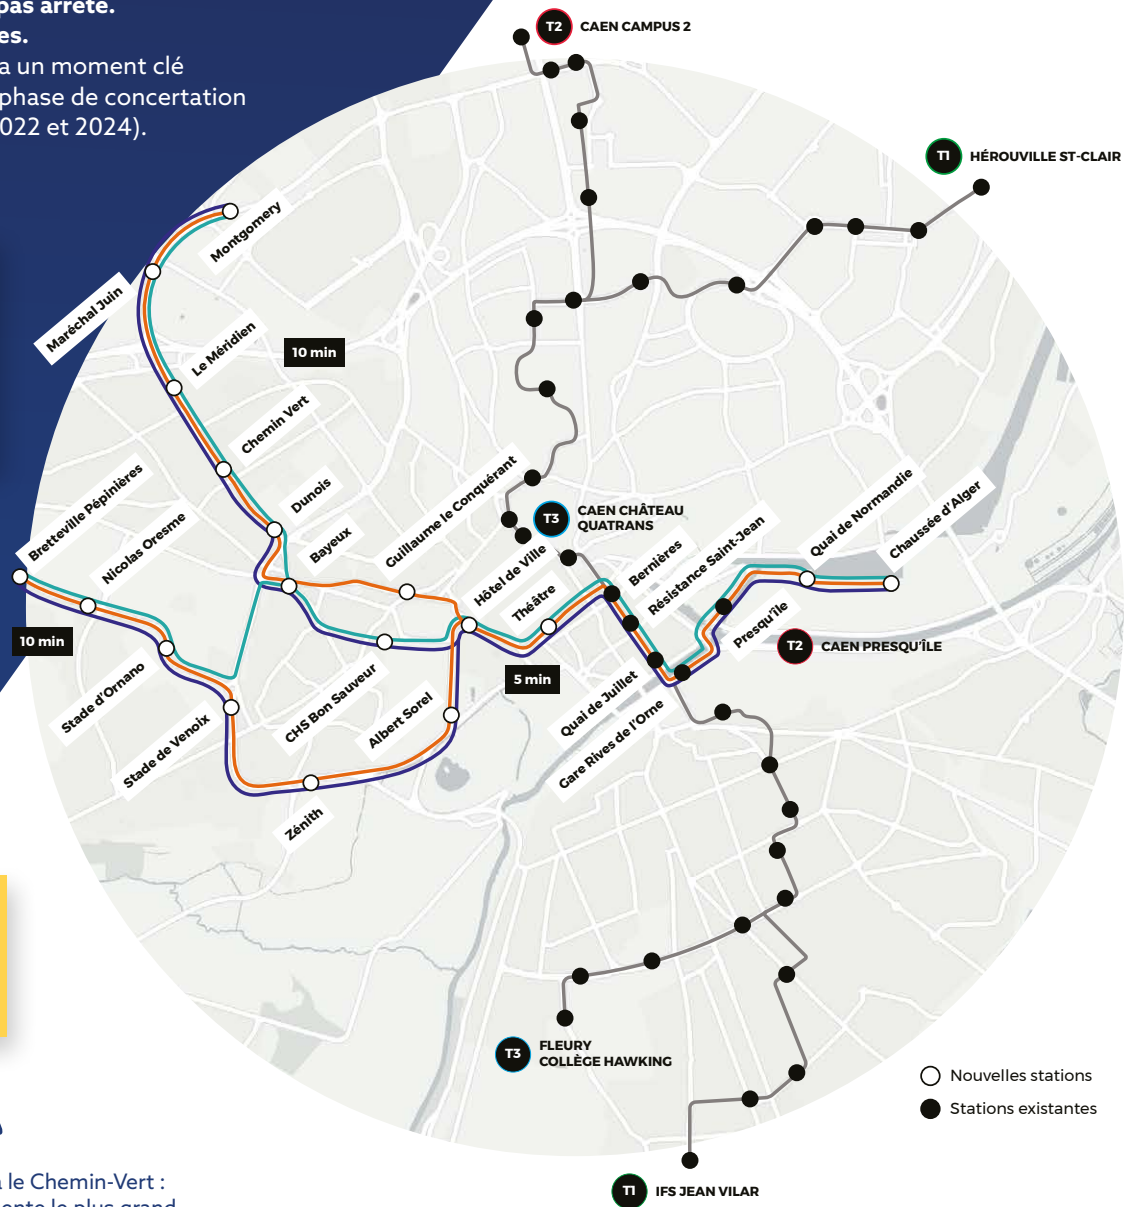 pas arrêté.
es.
a un moment clé
phase de concertation
022 et 2024).
T2 CAEN CAMPUS 2
T1 HÉROUVILLE ST-CLAIR
Montgomery
Maréchal Juin
Le Méridien
10 min
Chemin Vert
Dunois
Bretteville Pépinières
Nicolas Oresme
Bayeux
Guillaume le Conquérant
T3 CAEN CHÂTEAU
QUATRANS
Hôtel de Ville
Théâtre
Bernières
Résistance Saint-Jean
Quai de Normandie
Chaussée d'Alger
Presqu'île
T2 CAEN PRESQU'ÎLE
10 min
5 min
Stade d'Ornano
Stade de Venoix
CHS Bon Sauveur
Albert Sorel
Quai de Juillet
Gare Rives de l'Orne
Zénith
T3 FLEURY
COLLÈGE HAWKING
Nouvelles stations
Stations existantes
T1 IFS JEAN VILAR
le Chemin-Vert :
ente le plus grand